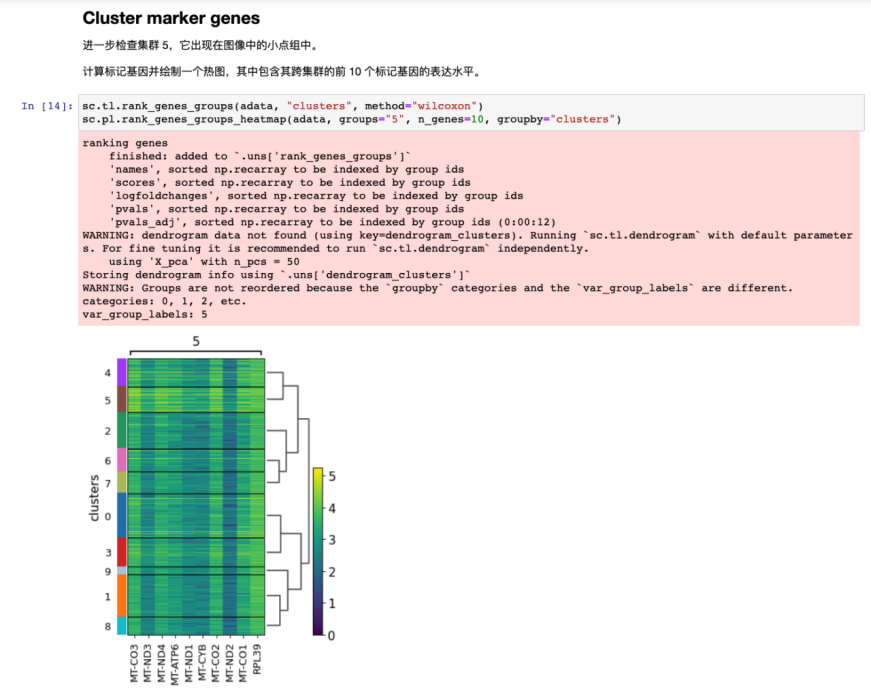 Cluster marker genes
进一步检查集群 5，它出现在图像中的小点组中。
计算标记基因并绘制一个热图，其中包含其跨集群的前 10 个标记基因的表达水平。
In [14]: sc.tl.rank_genes_groups(adata, "clusters", method="wilcoxon")
sc.pl.rank_genes_groups_heatmap(adata, groups="5", n_genes=10, groupby="clusters")
ranking genes
finished: added to `.uns['rank_genes_groups']`
'names', sorted np.recarray to be indexed by group ids
'scores', sorted np.recarray to be indexed by group ids
'logfoldchanges', sorted np.recarray to be indexed by group ids
'pvals', sorted np.recarray to be indexed by group ids
'pvals_adj', sorted np.recarray to be indexed by group ids (0:00:12)
WARNING: dendrogram data not found (using key=dendrogram_clusters). Running `sc.tl.dendrogram` with default parameter
s. For fine tuning it is recommended to run `sc.tl.dendrogram` independently.
using 'X_pca' with n_pcs = 50
Storing dendrogram info using `.uns['dendrogram_clusters']`
WARNING: Groups are not reordered because the `groupby` categories and the `var_group_labels` are different.
categories: 0, 1, 2, etc.
var_group_labels: 5
5
4
5
2
6
7
0
3
9
1
8
clusters
5
4
3
2
1
0
MT-CO3
MT-ND3
MT-ND4
MT-ATP6
MT-ND1
MT-CYB
MT-CO2
MT-ND2
MT-CO1
RPL39